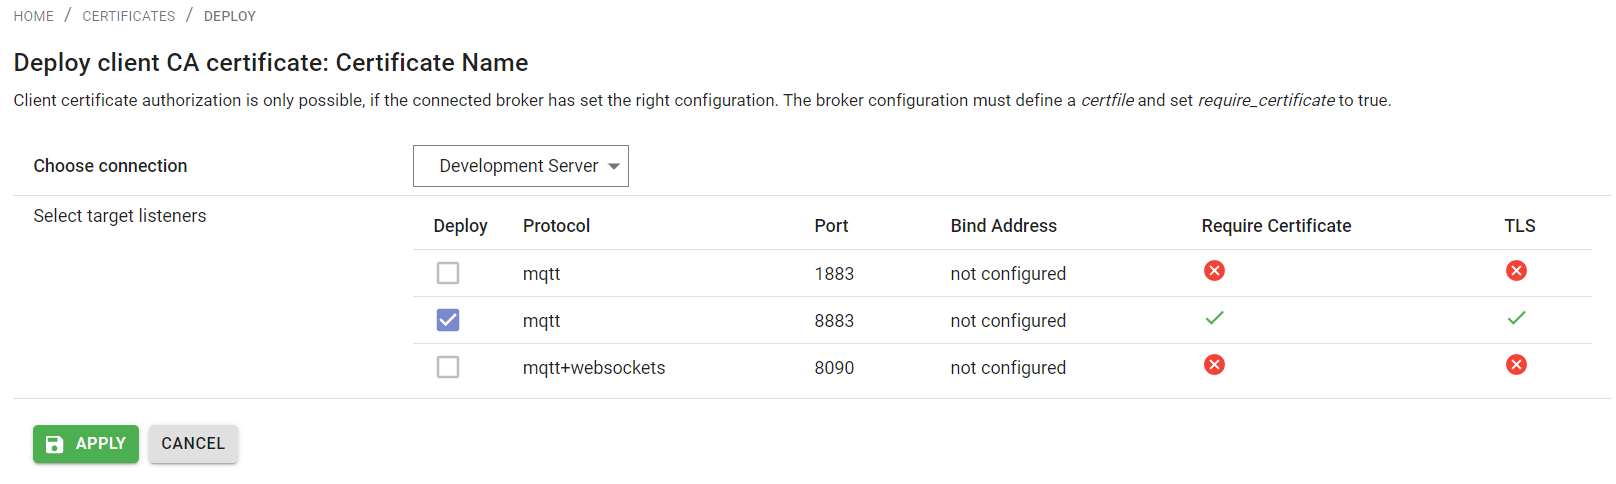 HOME / CERTIFICATES / DEPLOY
Deploy client CA certificate: Certificate Name
Client certificate authorization is only possible, if the connected broker has set the right configuration. The broker configuration must define a certfile and set require_certificate to true.
Choose connection Development Server
Select target listeners
Deploy Protocol Port Bind Address Require Certificate TLS
mqtt 1883 not configured
mqtt 8883 not configured
mqtt+websockets 8090 not configured
APPLY CANCEL